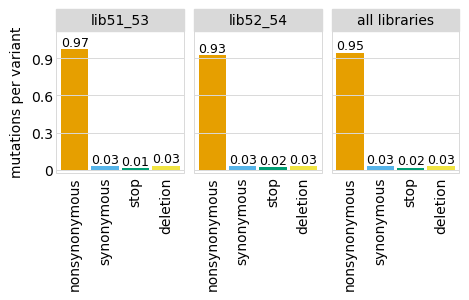 lib51_53
lib52_54
all libraries
mutations per variant
0.9
0.6
0.3
0
0.97
0.03
0.01
0.03
0.93
0.03
0.02
0.03
0.95
0.03
0.02
0.03
nonsynonymous
synonymous
stop
deletion
nonsynonymous
synonymous
stop
deletion
nonsynonymous
synonymous
stop
deletion